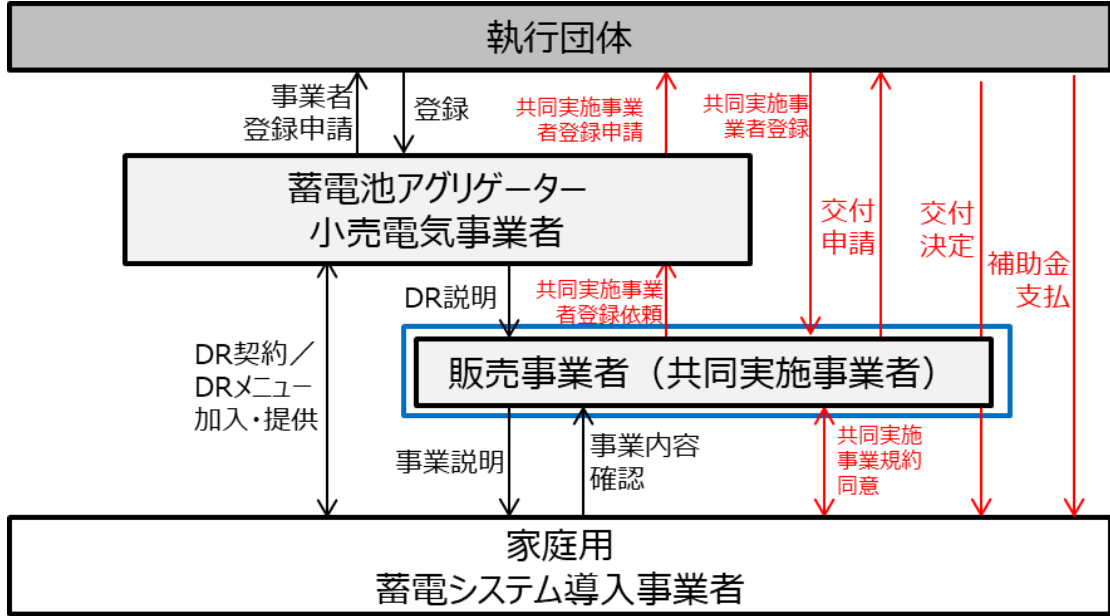 執行団体
事業者
登録申請
登録
共同実施事業
者登録申請
共同実施事
業者登録
蓄電池アグリゲーター
小売電気事業者
交付
申請
交付
決定
補助金
支払
DR説明
共同実施事業
者登録依頼
DR契約／
DRメニュー
加入・提供
販売事業者（共同実施事業者）
事業説明
事業内容
確認
共同実施
事業規約
同意
家庭用
蓄電システム導入事業者